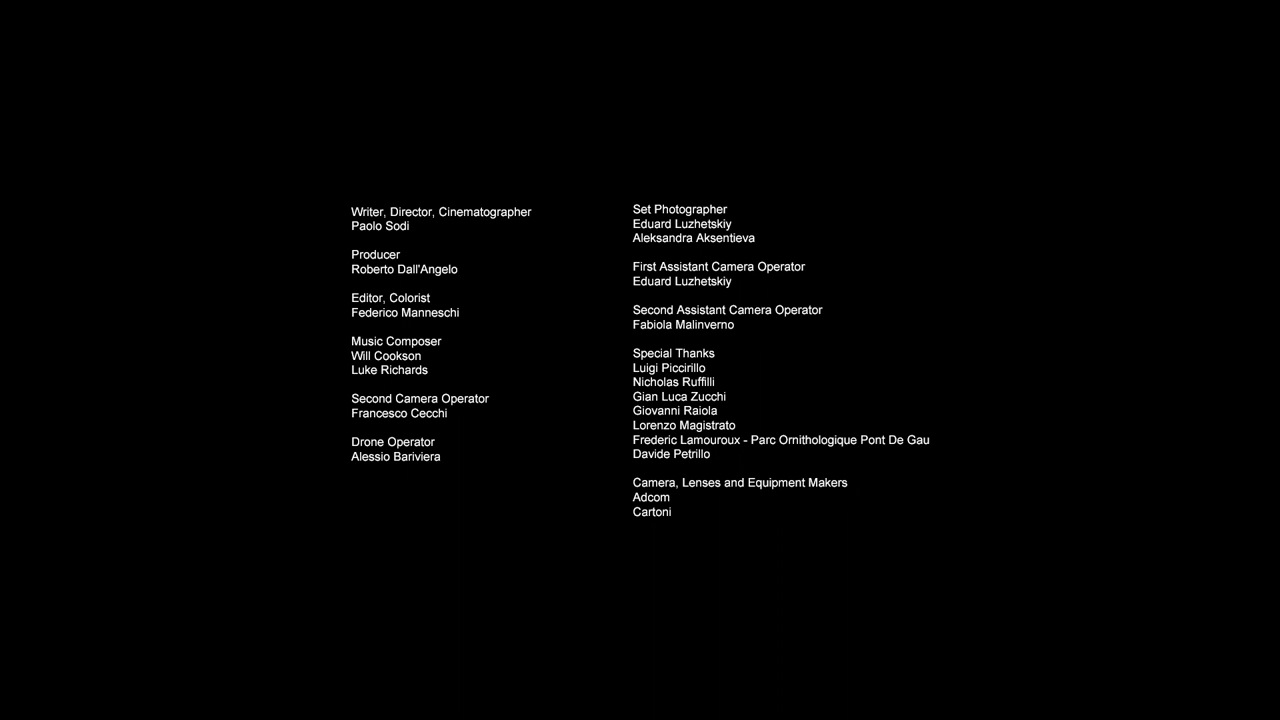 Writer, Director, Cinematographer
Paolo Sodi
Producer
Roberto Dall'Angelo
Editor, Colorist
Federico Manneschi
Music Composer
Will Cookson
Luke Richards
Second Camera Operator
Francesco Cecchi
Drone Operator
Alessio Bariviera
Set Photographer
Eduard Luzhetskiy
Aleksandra Aksentieva
First Assistant Camera Operator
Eduard Luzhetskiy
Second Assistant Camera Operator
Fabiola Malinverno
Special Thanks
Luigi Piccirillo
Nicholas Ruffilli
Gian Luca Zucchi
Giovanni Raiola
Lorenzo Magistrato
Frederic Lamouroux - Parc Ornithologique Pont De Gau
Davide Petrillo
Camera, Lenses and Equipment Makers
Adcom
Cartoni